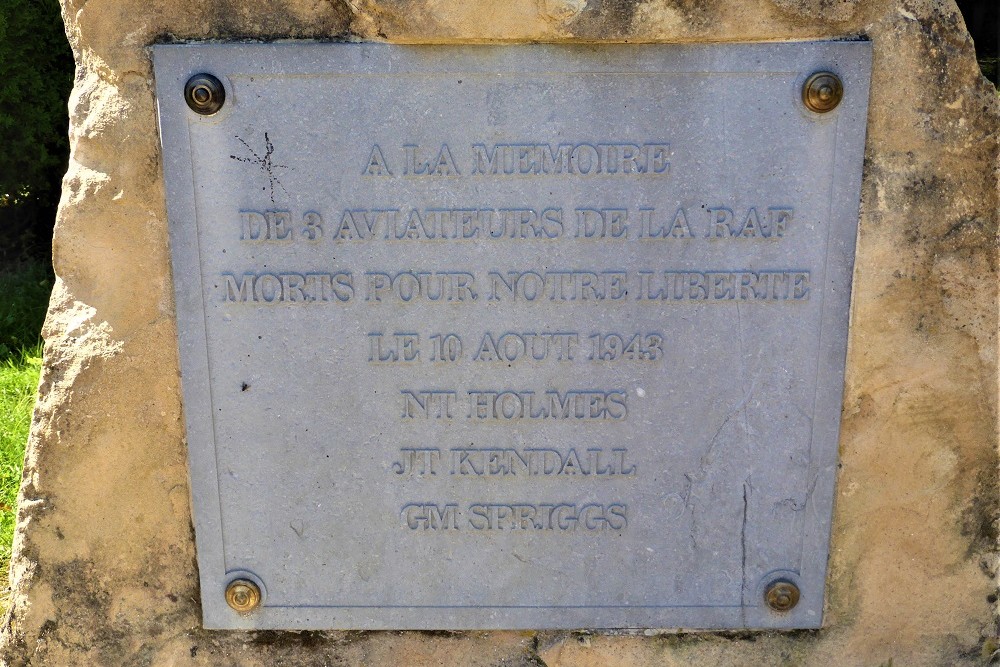 A LA MEMOIRE
DE 3 AVIATEURS DE LA RAF
MORTS POUR NOTRE LIBERTE
LE 10 AOUT 1943
NT HOLMES
JT KENDALL
GM SPRIGGS